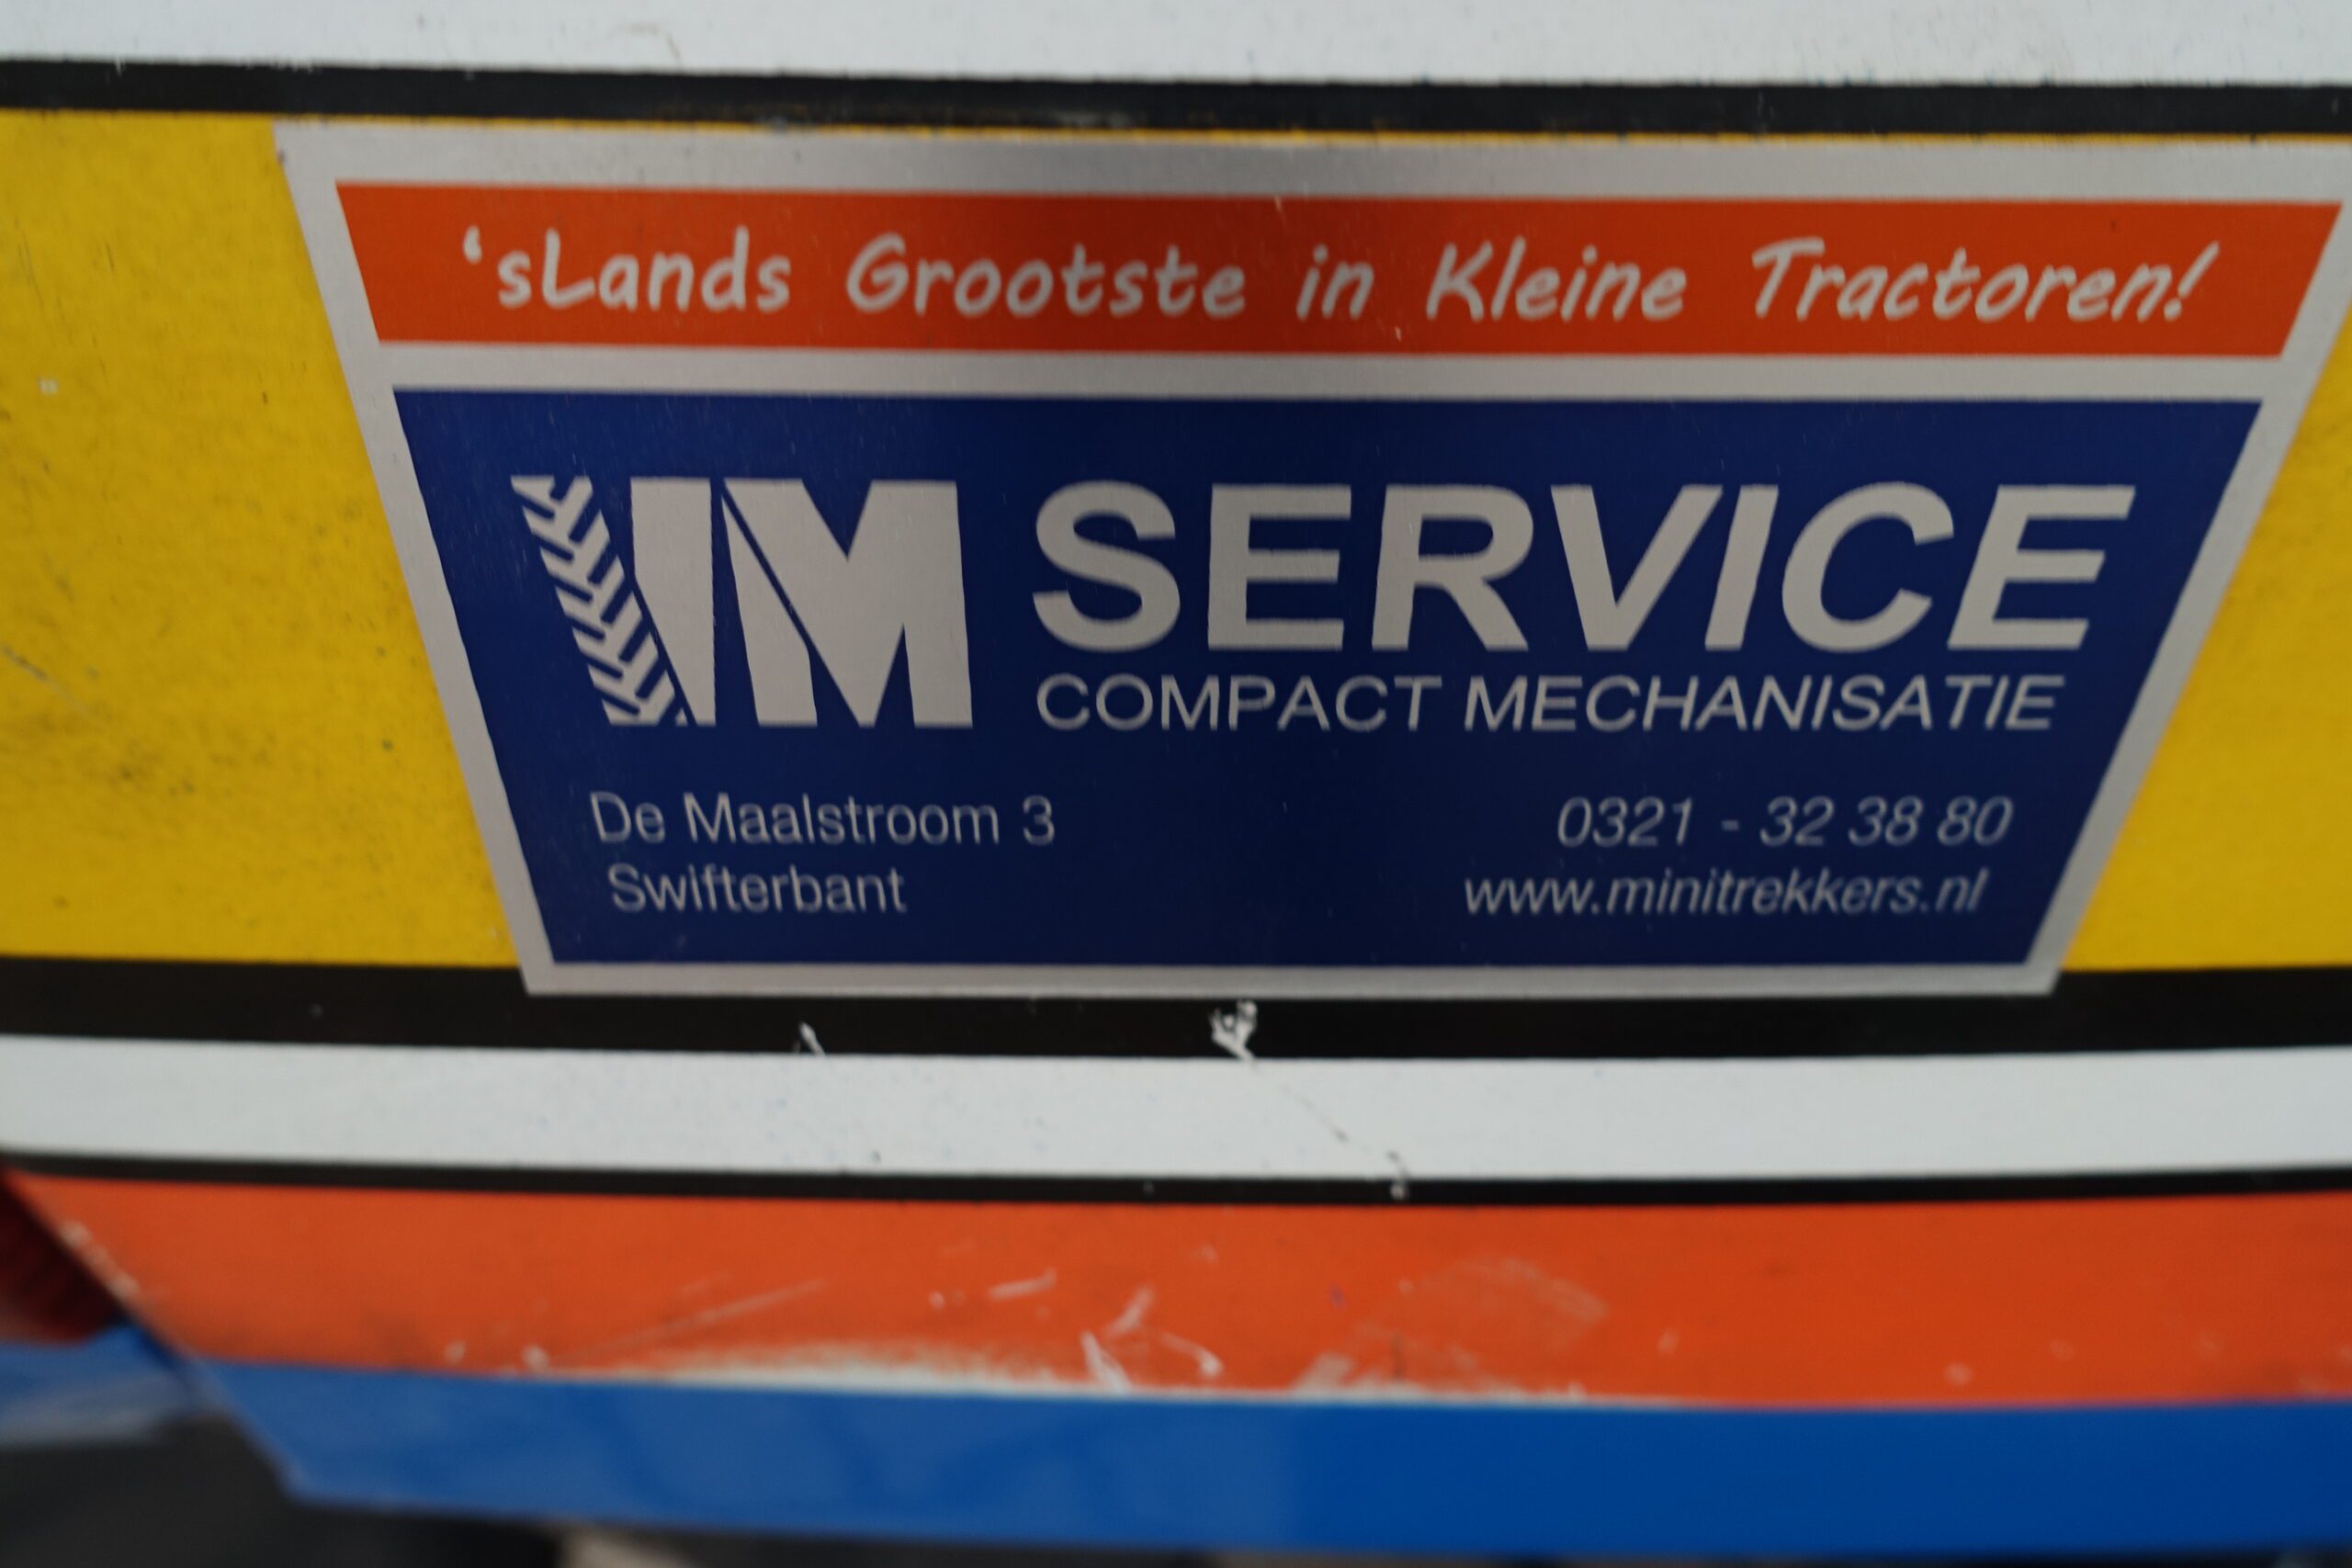 ‘sLands Grootste in Kleine Tractoren!
IM SERVICE
COMPACT MECHANISATIE
De Maalstroom 3
Swifterbant
0321 - 32 38 80
www.minitrekkers.nl